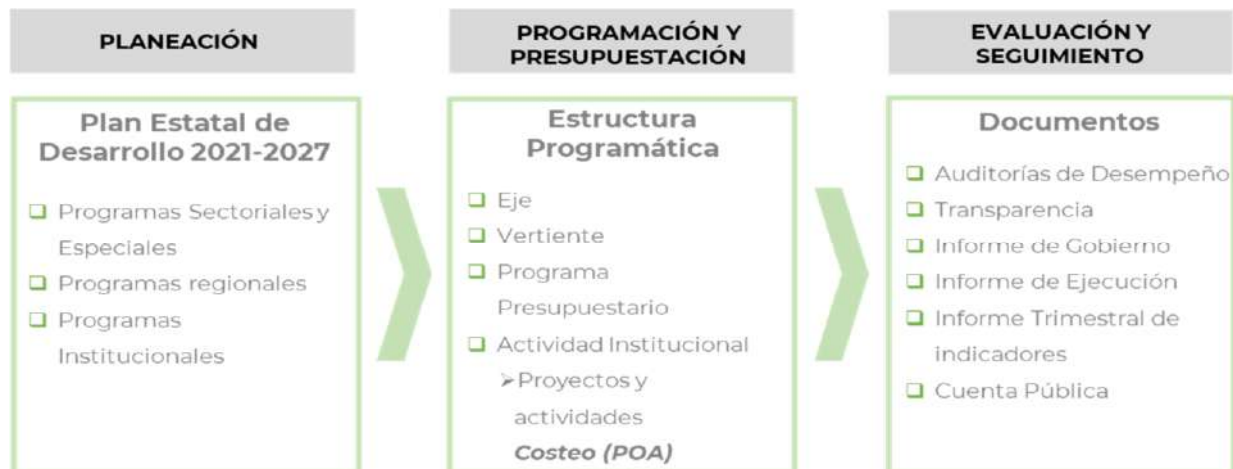 PLANEACIÓN
Plan Estatal de
Desarrollo 2021-2027
Programas Sectoriales y
Especiales
Programas regionales
Programas
Institucionales
PROGRAMACIÓN Y
PRESUPUESTACIÓN
Estructura
Programática
Eje
Vertiente
Programa
Presupuestario
Actividad Institucional
Proyectos y
actividades
Costeo (POA)
EVALUACIÓN Y
SEGUIMIENTO
Documentos
Auditorías de Desempeño
Transparencia
Informe de Gobierno
Informe de Ejecución
Informe Trimestral de
indicadores
Cuenta Pública